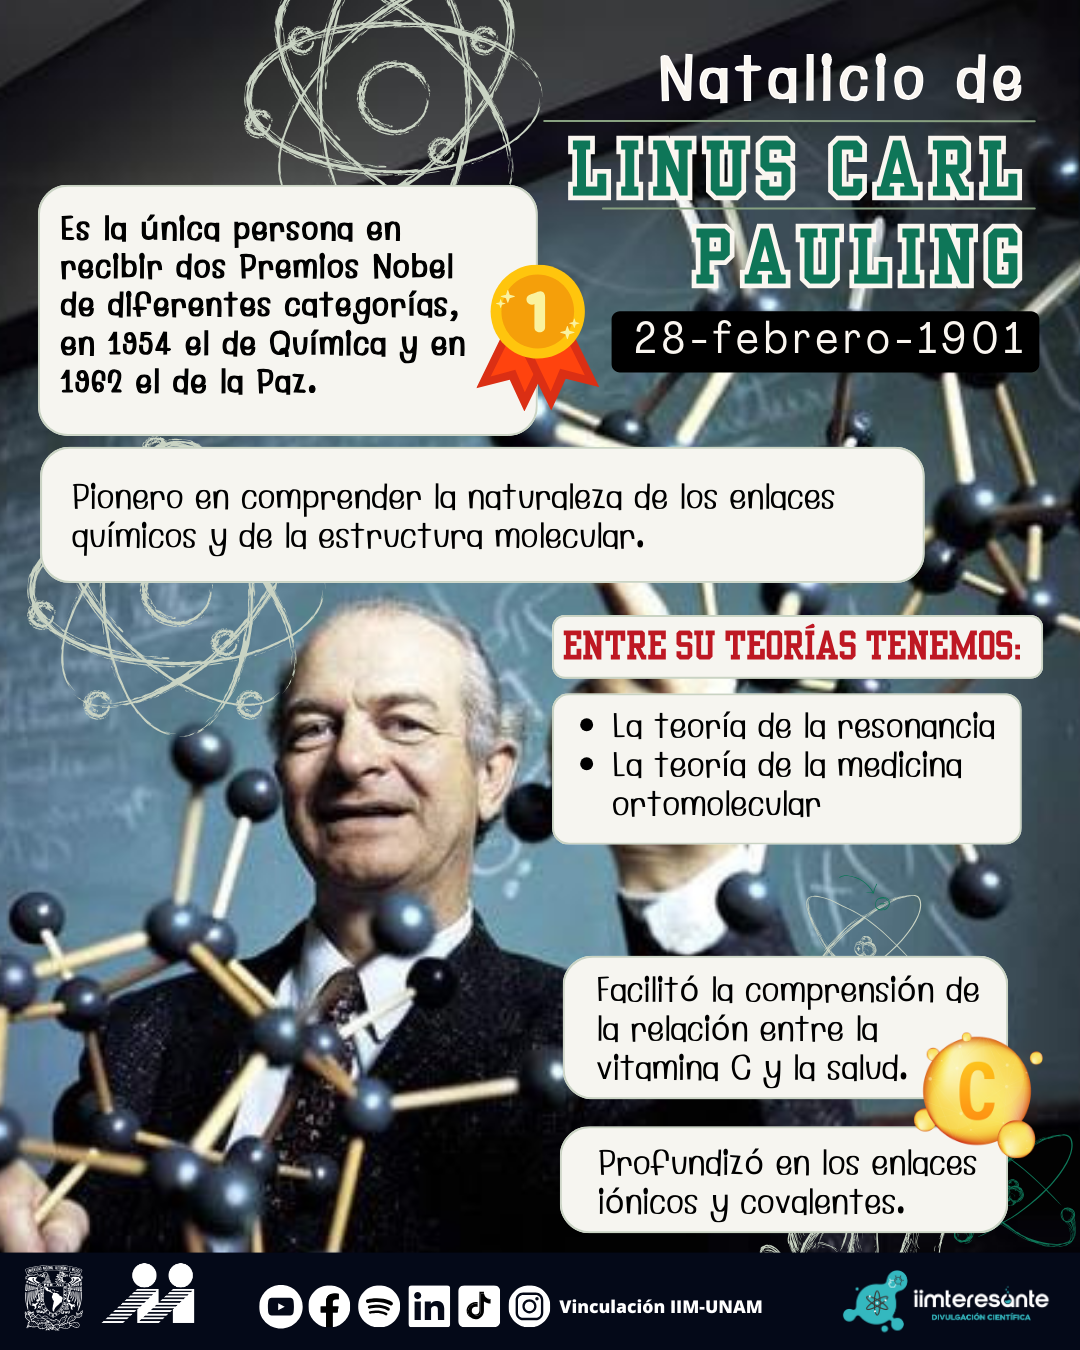 Natalicio de
LINUS CARL
PAULING
28-febrero-1901
Es la única persona en
recibir dos Premios Nobel
de diferentes categorías,
en 1954 el de Química y en
1962 el de la Paz.
1
Pionero en comprender la naturaleza de los enlaces
químicos y de la estructura molecular.
ENTRE SU TEORÍAS TENEMOS:
• La teoría de la resonancia
• La teoría de la medicina
ortomolecular
Facilitó la comprensión de
la relación entre la
vitamina C y la salud.
C
Profundizó en los enlaces
iónicos y covalentes.
Vinculación IIM-UNAM
iimteresante
DIVULGACIÓN CIENTÍFICA